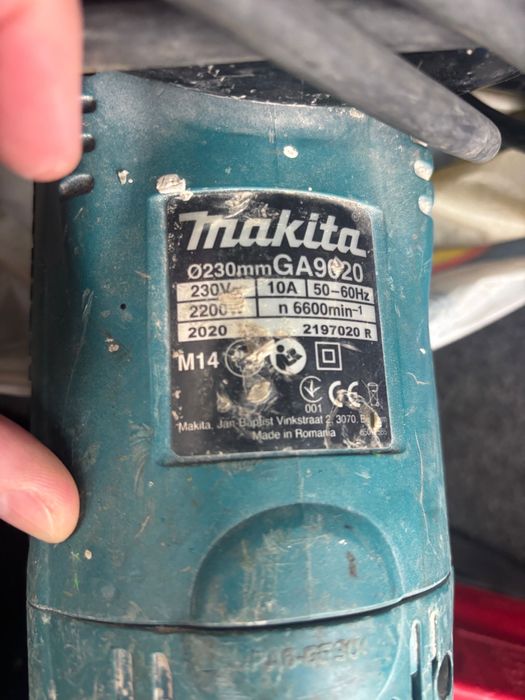 makita
Ø230mm GA9020
230V 10A 50-60Hz
2200W n 6600min⁻¹
2020 2197020 R
M14
001 CE
Makita, Jan-Baptist Vinkstraat 2, 3070,
Made in Romania